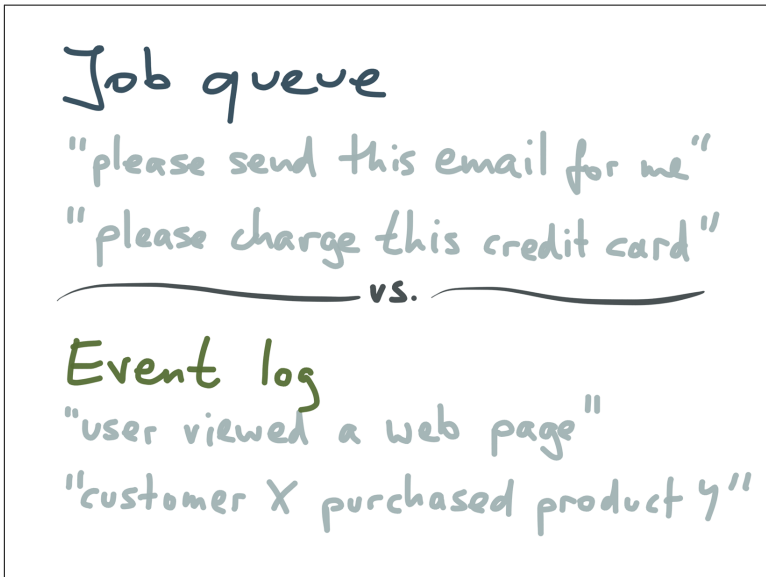 Job queue
"please send this email for me"
"please charge this credit card"
vs.
Event log
"user viewed a web page"
"customer X purchased product Y"